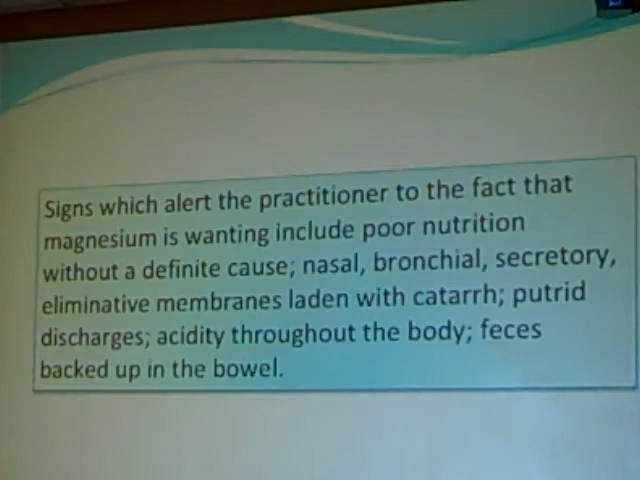 Signs which alert the practitioner to the fact that
magnesium is wanting include poor nutrition
without a definite cause; nasal, bronchial, secretory,
eliminative membranes laden with catarrh; putrid
discharges; acidity throughout the body; feces
backed up in the bowel.